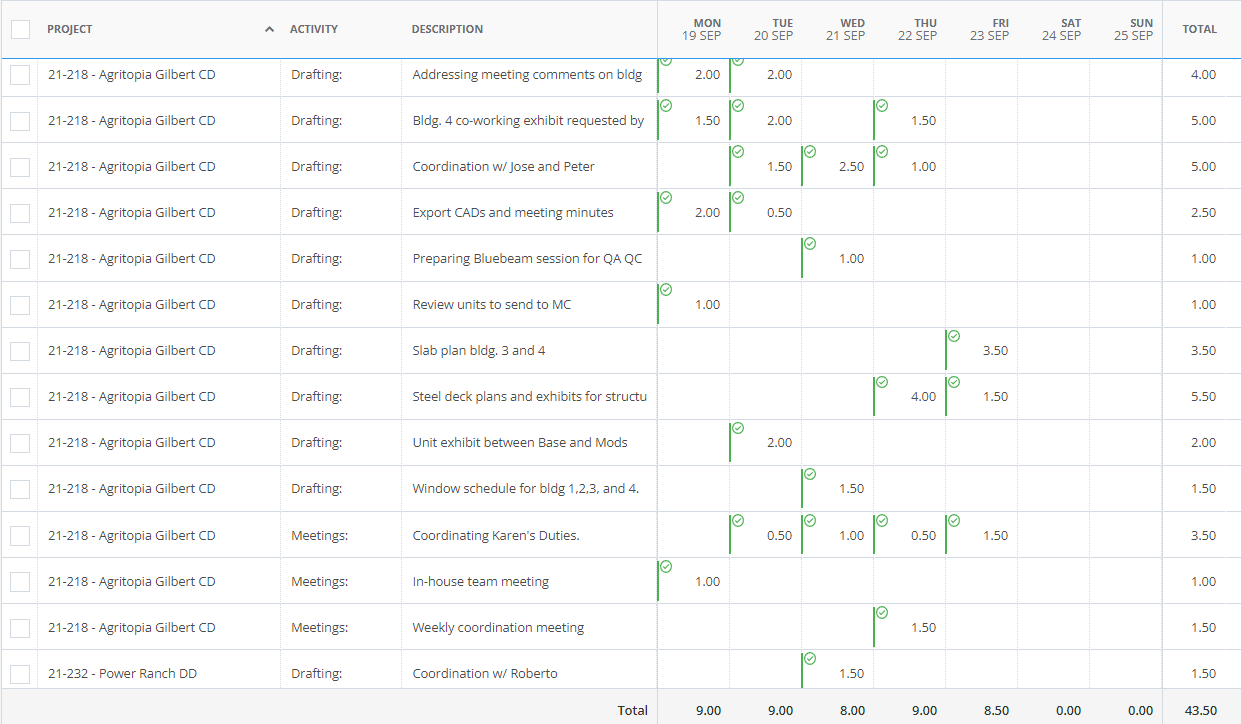 PROJECT ACTIVITY DESCRIPTION MON TUE WED THU FRI SAT SUN TOTAL
19 SEP 20 SEP 21 SEP 22 SEP 23 SEP 24 SEP 25 SEP
21-218 - Agritopia Gilbert CD Drafting: Addressing meeting comments on bldg 2.00 2.00 4.00
21-218 - Agritopia Gilbert CD Drafting: Bldg. 4 co-working exhibit requested by 1.50 2.00 1.50 5.00
21-218 - Agritopia Gilbert CD Drafting: Coordination w/ Jose and Peter 1.50 2.50 1.00 5.00
21-218 - Agritopia Gilbert CD Drafting: Export CADs and meeting minutes 2.00 0.50 2.50
21-218 - Agritopia Gilbert CD Drafting: Preparing Bluebeam session for QA QC 1.00 1.00
21-218 - Agritopia Gilbert CD Drafting: Review units to send to MC 1.00 1.00
21-218 - Agritopia Gilbert CD Drafting: Slab plan bldg. 3 and 4 3.50 3.50
21-218 - Agritopia Gilbert CD Drafting: Steel deck plans and exhibits for structu 4.00 1.50 5.50
21-218 - Agritopia Gilbert CD Drafting: Unit exhibit between Base and Mods 2.00 2.00
21-218 - Agritopia Gilbert CD Drafting: Window schedule for bldg 1,2,3, and 4. 1.50 1.50
21-218 - Agritopia Gilbert CD Meetings: Coordinating Karen's Duties. 0.50 1.00 0.50 1.50 3.50
21-218 - Agritopia Gilbert CD Meetings: In-house team meeting 1.00 1.00
21-218 - Agritopia Gilbert CD Meetings: Weekly coordination meeting 1.50 1.50
21-232 - Power Ranch DD Drafting: Coordination w/ Roberto 1.50 1.50
Total 9.00 9.00 8.00 9.00 8.50 0.00 0.00 43.50